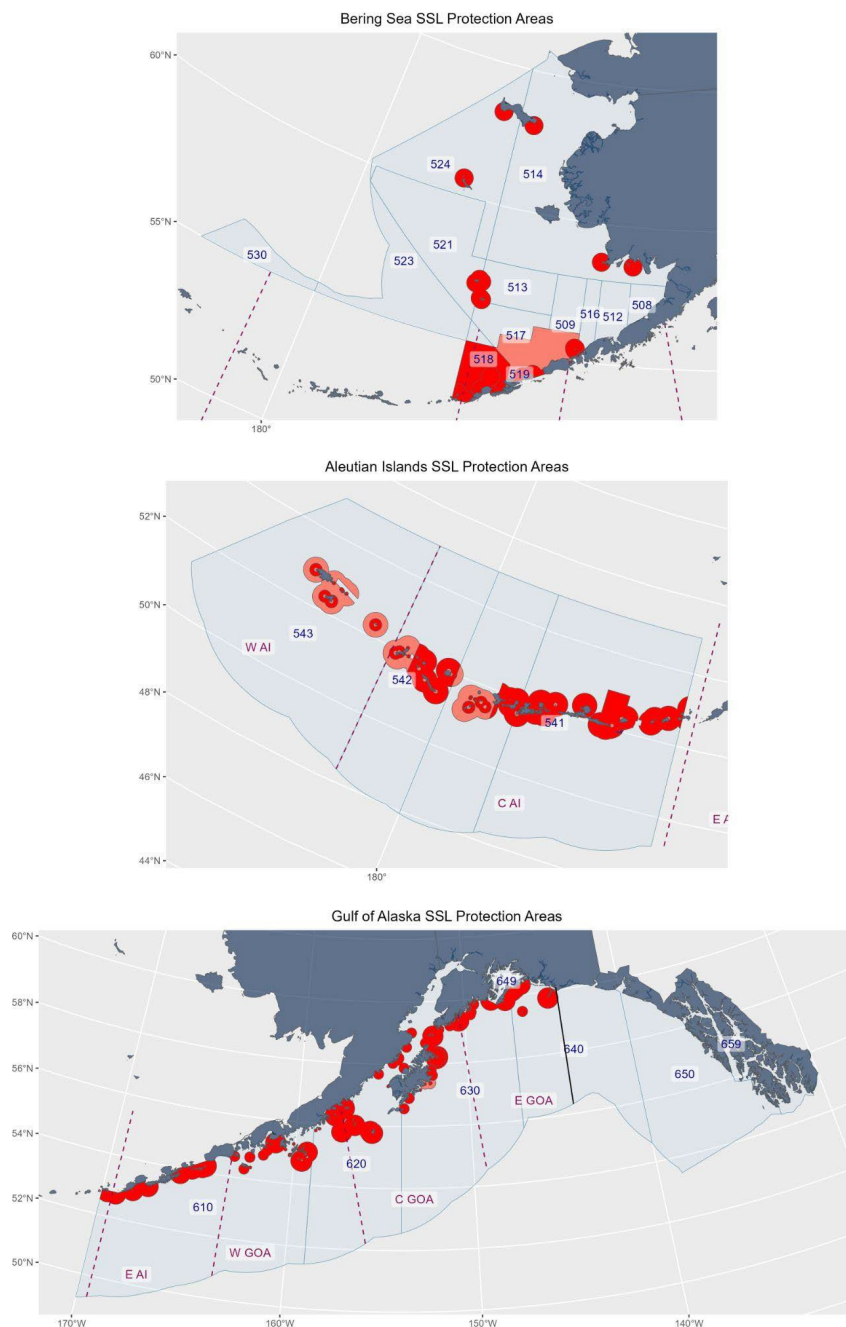 Bering Sea SSL Protection Areas
60°N
55°N
50°N
180°
524
514
521
530
523
513
508
516
512
509
517
518
519
Aleutian Islands SSL Protection Areas
52°N
50°N
48°N
46°N
44°N
180°
543
W AI
542
541
C AI
E A
Gulf of Alaska SSL Protection Areas
60°N
58°N
56°N
54°N
52°N
50°N
170°W
160°W
150°W
140°W
649
640
659
650
630
E GOA
620
C GOA
610
W GOA
E AI